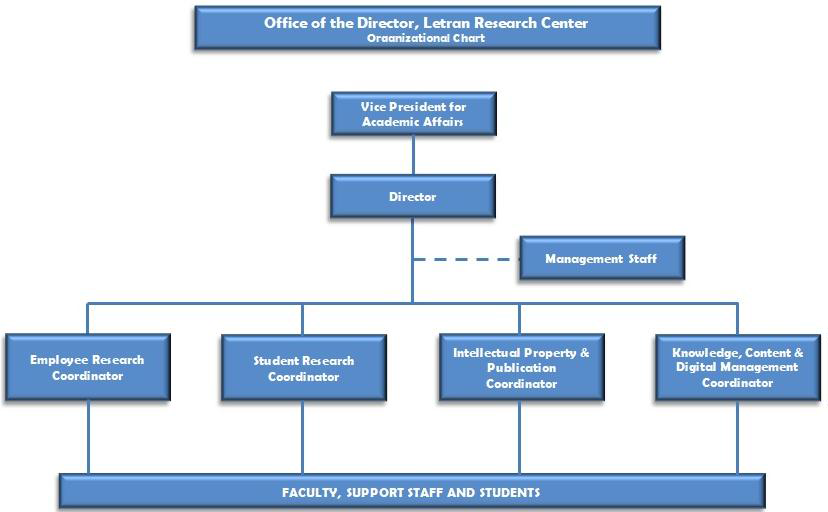 Office of the Director, Letran Research Center
Oraanizational Chart
Vice President for
Academic Affairs
Director
Management Staff
Employee Research
Coordinator
Student Research
Coordinator
Intellectual Property &
Publication
Coordinator
Knowledge, Content &
Digital Management
Coordinator
FACULTY, SUPPORT STAFF AND STUDENTS